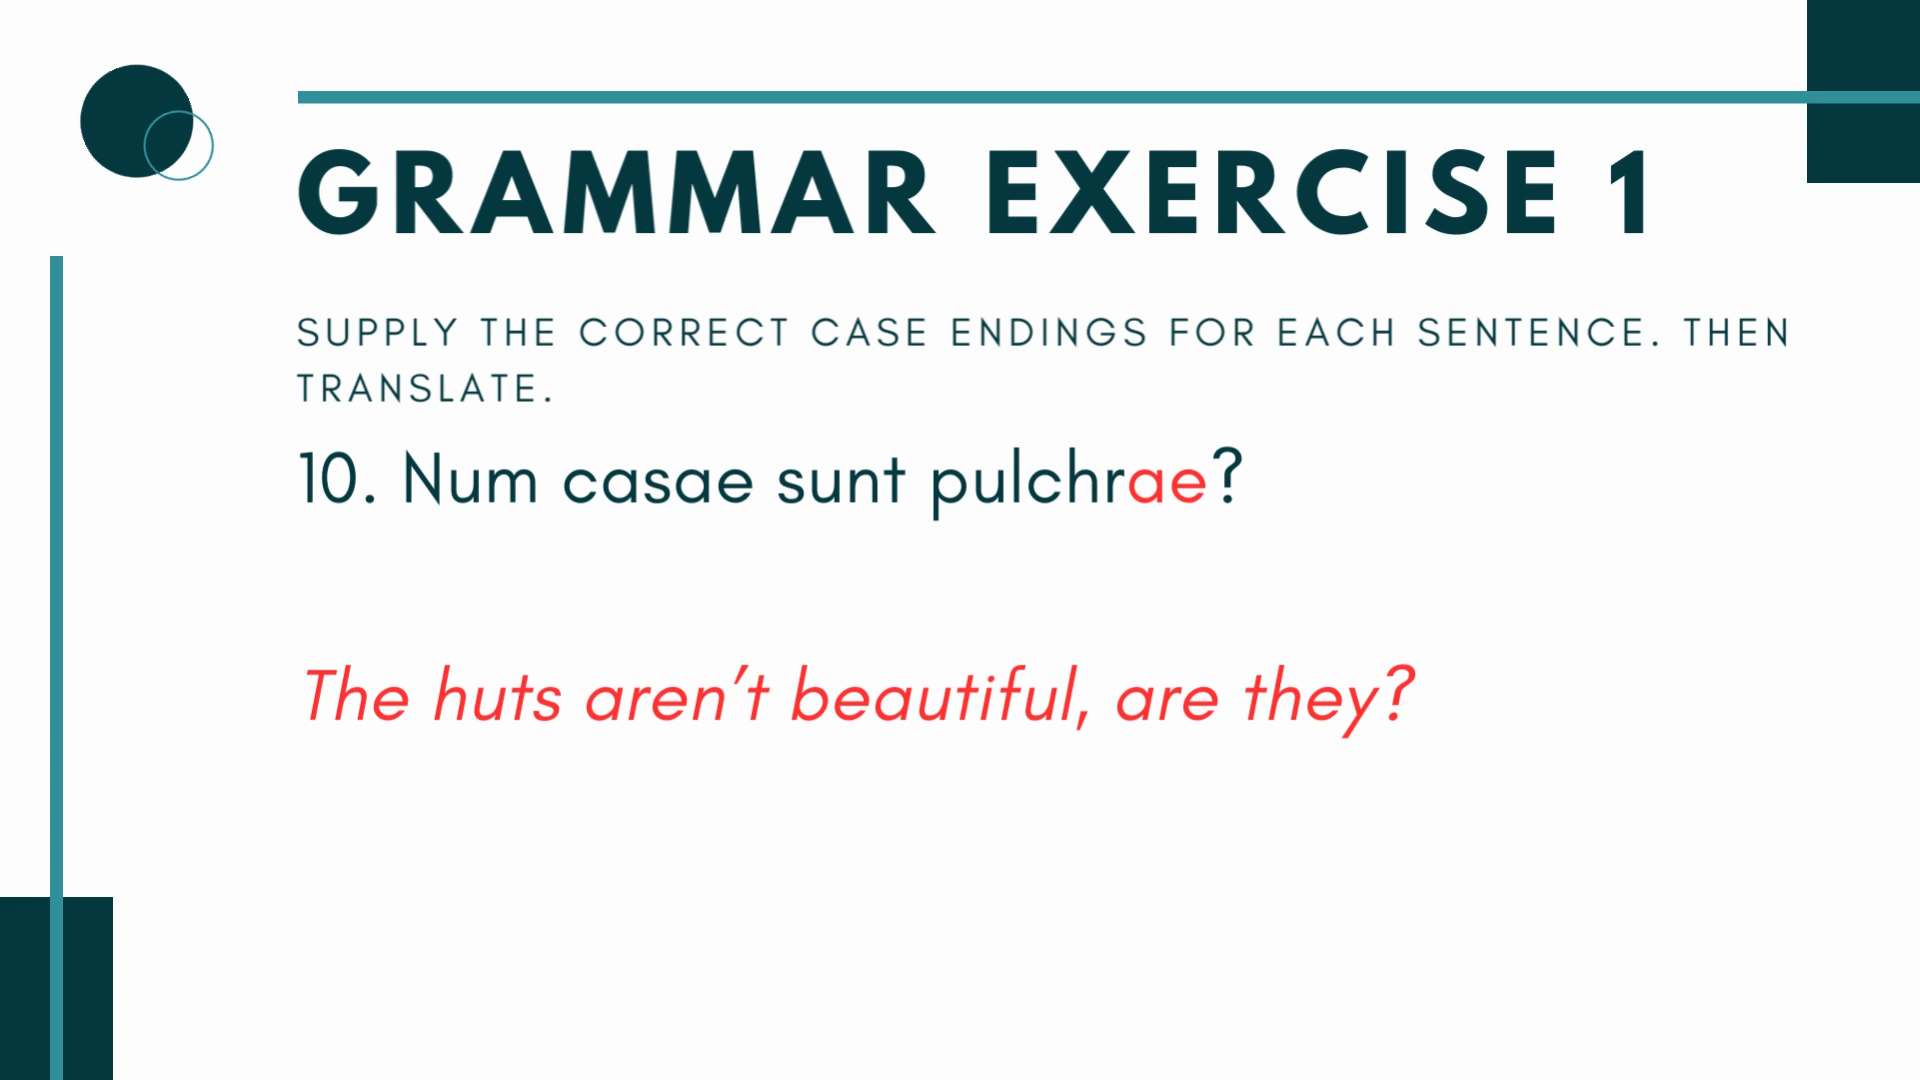 GRAMMAR EXERCISE 1
SUPPLY THE CORRECT CASE ENDINGS FOR EACH SENTENCE. THEN
TRANSLATE.
10. Num casae sunt pulchrae?
The huts aren't beautiful, are they?